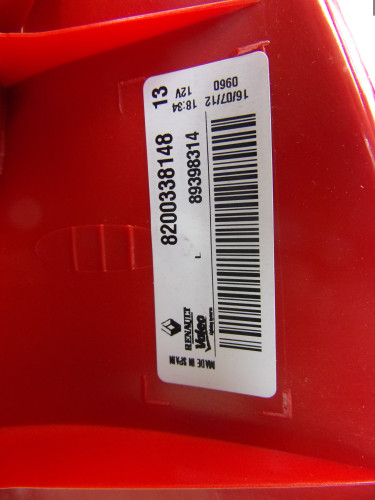 8200338148 13
89398314
18:34
12V
16/07/12
0960
L
RENAULT
Valeo
MADE IN SPAIN